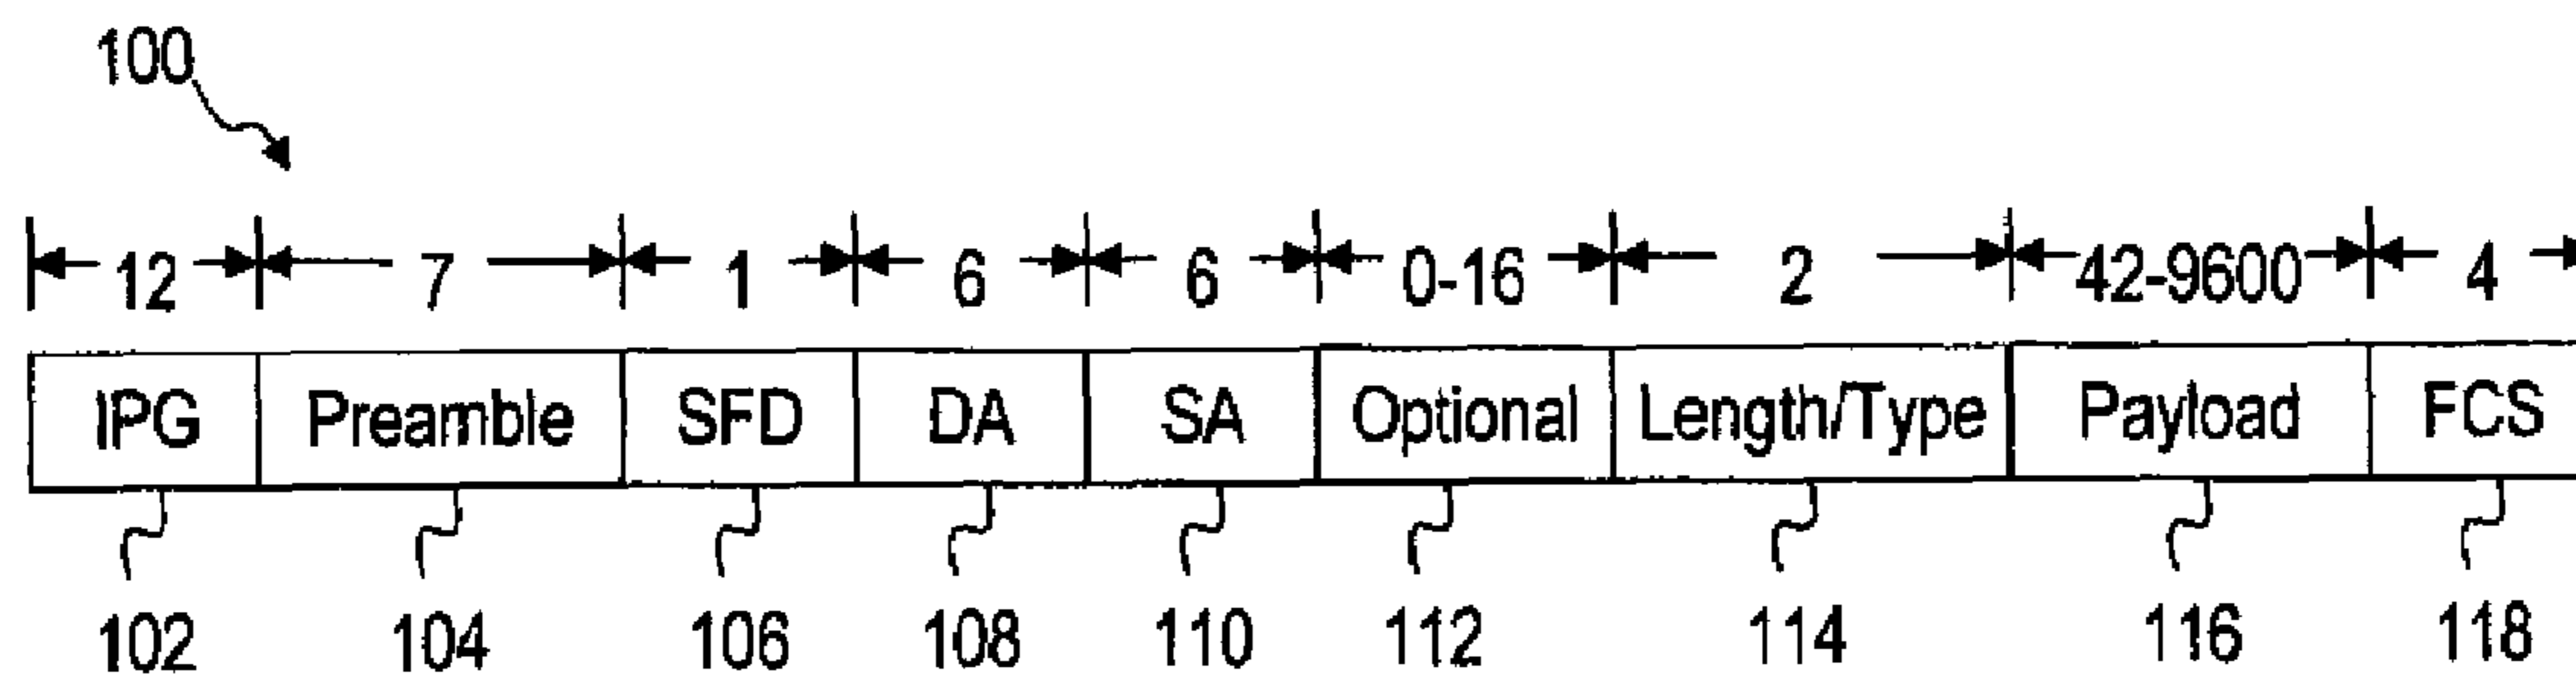 100
12 7 1 6 6 0-16 2 42-9600 4
IPG Preamble SFD DA SA Optional Length/Type Payload FCS
102 104 106 108 110 112 114 116 118